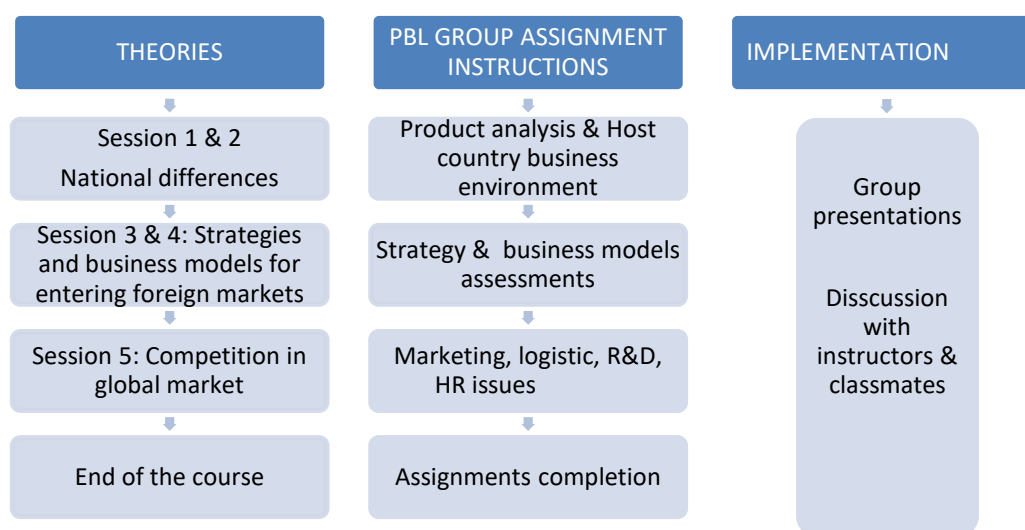 THEORIES
Session 1 & 2
National differences
Session 3 & 4: Strategies
and business models for
entering foreign markets
Session 5: Competition in
global market
End of the course
PBL GROUP ASSIGNMENT
INSTRUCTIONS
Product analysis & Host
country business
environment
Strategy & business models
assessments
Marketing, logistic, R&D,
HR issues
Assignments completion
IMPLEMENTATION
Group
presentations
Disscussion
with
instructors &
classmates